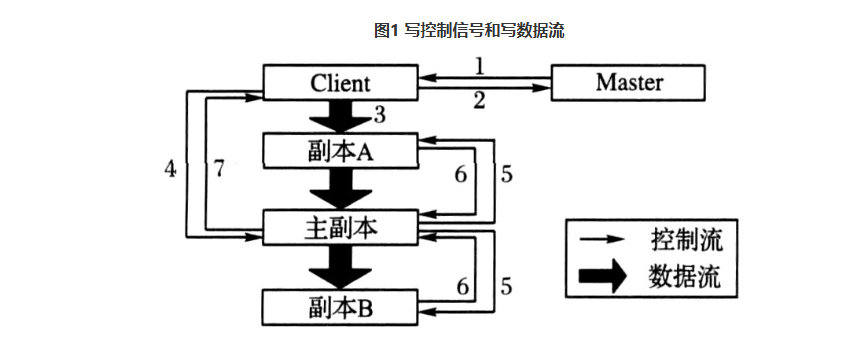 图1 写控制信号和写数据流
1
Client
Master
2
3
副本A
4
7
6
5
主副本
控制流
6
5
数据流
副本B